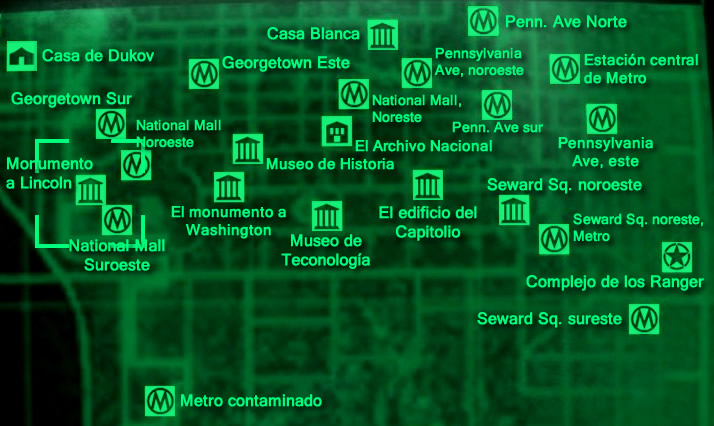 Penn. Ave Norte
Casa Blanca
Casa de Dukov
Georgetown Este
Pennsylvania
Ave, noroeste
Estación central
de Metro
Georgetown Sur
National Mall,
Noreste
Penn. Ave sur
National Mall
Noroeste
El Archivo Nacional
Pennsylvania
Ave, este
Monumento
a Lincoln
Museo de Historia
Seward Sq. noroeste
El monumento a
Washington
El edificio del
Capitolio
Seward Sq. noreste,
Metro
National Mall
Suroeste
Museo de
Teconología
Complejo de los Ranger
Seward Sq. sureste
Metro contaminado